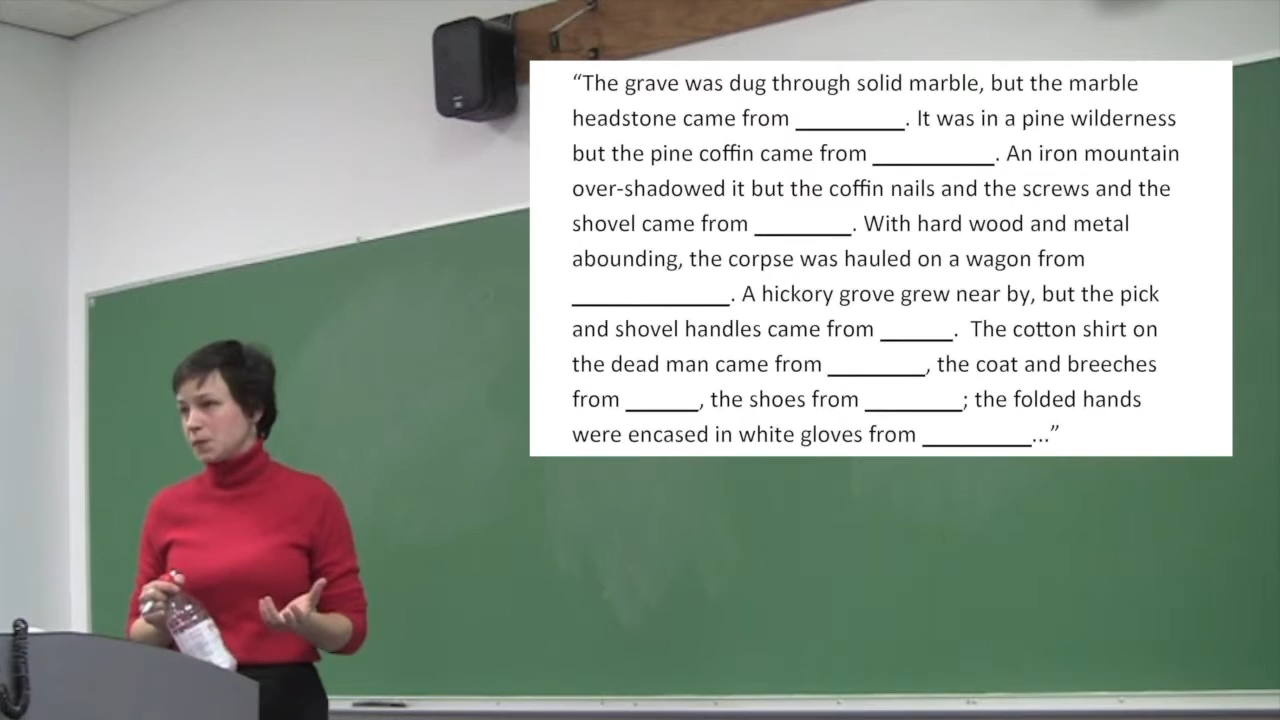 “The grave was dug through solid marble, but the marble
headstone came from _________. It was in a pine wilderness
but the pine coffin came from __________. An iron mountain
over-shadowed it but the coffin nails and the screws and the
shovel came from ________. With hard wood and metal
abounding, the corpse was hauled on a wagon from
_____________. A hickory grove grew near by, but the pick
and shovel handles came from ______.  The cotton shirt on
the dead man came from ________, the coat and breeches
from ______, the shoes from ________; the folded hands
were encased in white gloves from _________...”